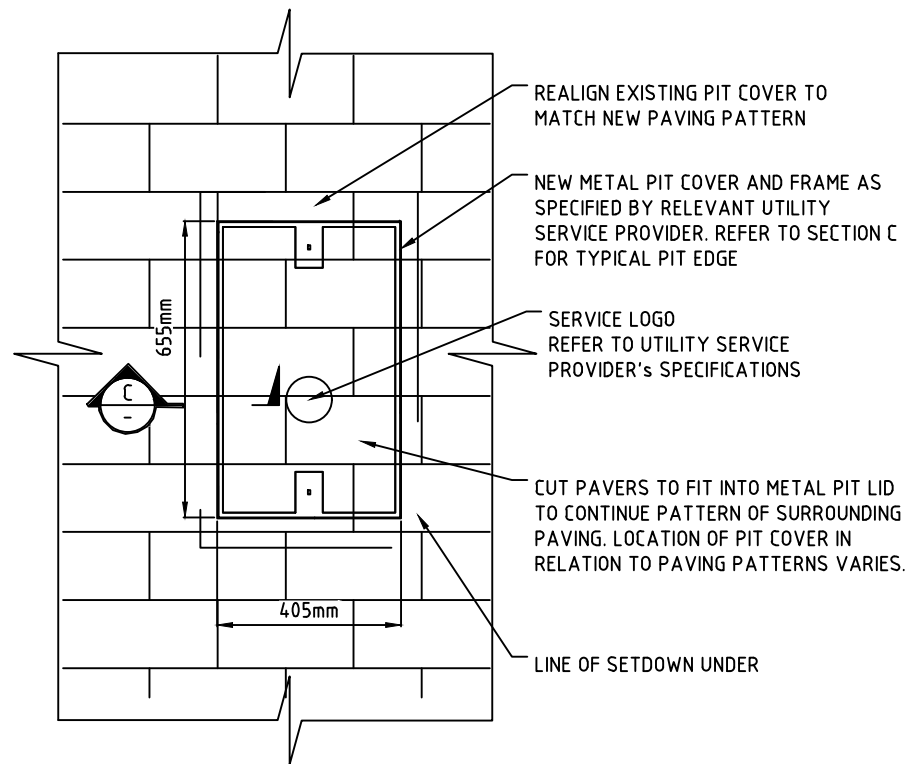 REALIGN EXISTING PIT COVER TO
MATCH NEW PAVING PATTERN
NEW METAL PIT COVER AND FRAME AS
SPECIFIED BY RELEVANT UTILITY
SERVICE PROVIDER. REFER TO SECTION C
FOR TYPICAL PIT EDGE
655mm
SERVICE LOGO
REFER TO UTILITY SERVICE
PROVIDER's SPECIFICATIONS
C
-
CUT PAVERS TO FIT INTO METAL PIT LID
TO CONTINUE PATTERN OF SURROUNDING
PAVING. LOCATION OF PIT COVER IN
RELATION TO PAVING PATTERNS VARIES.
405mm
LINE OF SETDOWN UNDER